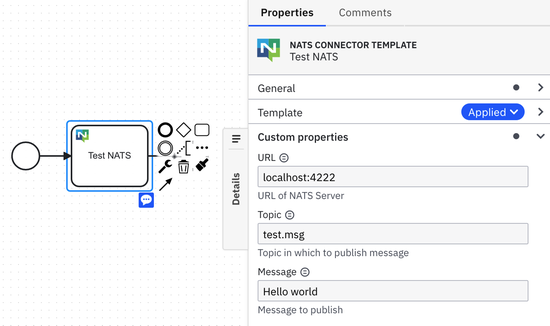 Test NATS
Details
Properties
Comments
NATS CONNECTOR TEMPLATE
Test NATS
General
Template
Applied
Custom properties
URL
localhost:4222
URL of NATS Server
Topic
test.msg
Topic in which to publish message
Message
Hello world
Message to publish